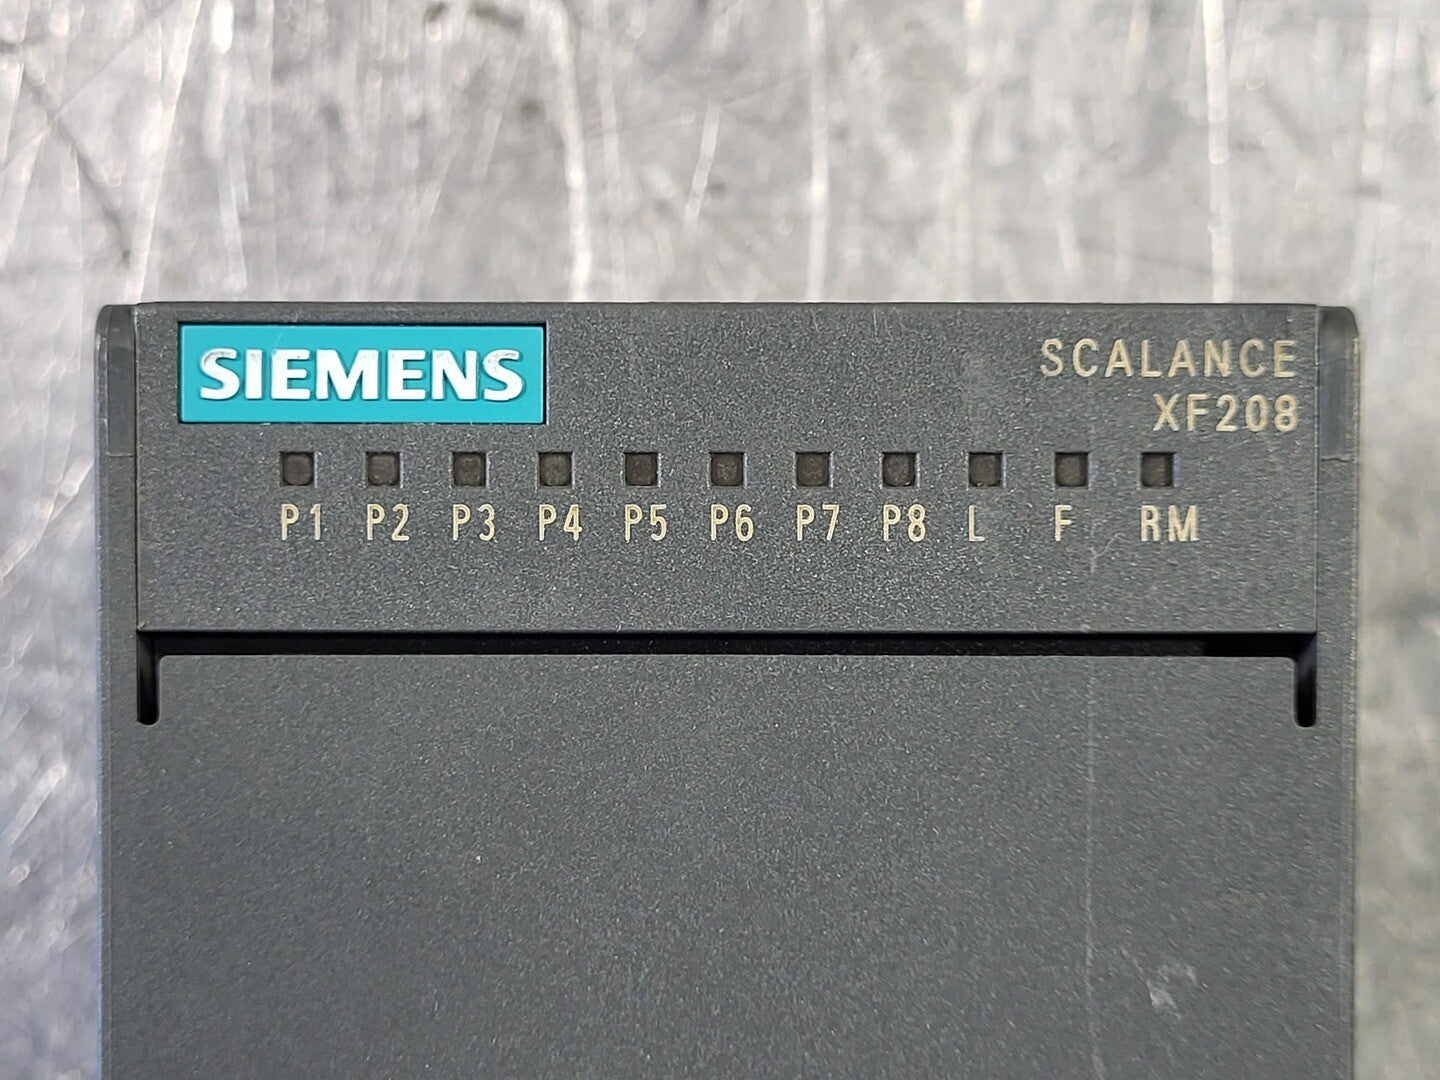 SIEMENS
SCALANCE
XF208
P1 P2 P3 P4 P5 P6 P7 P8 L F RM